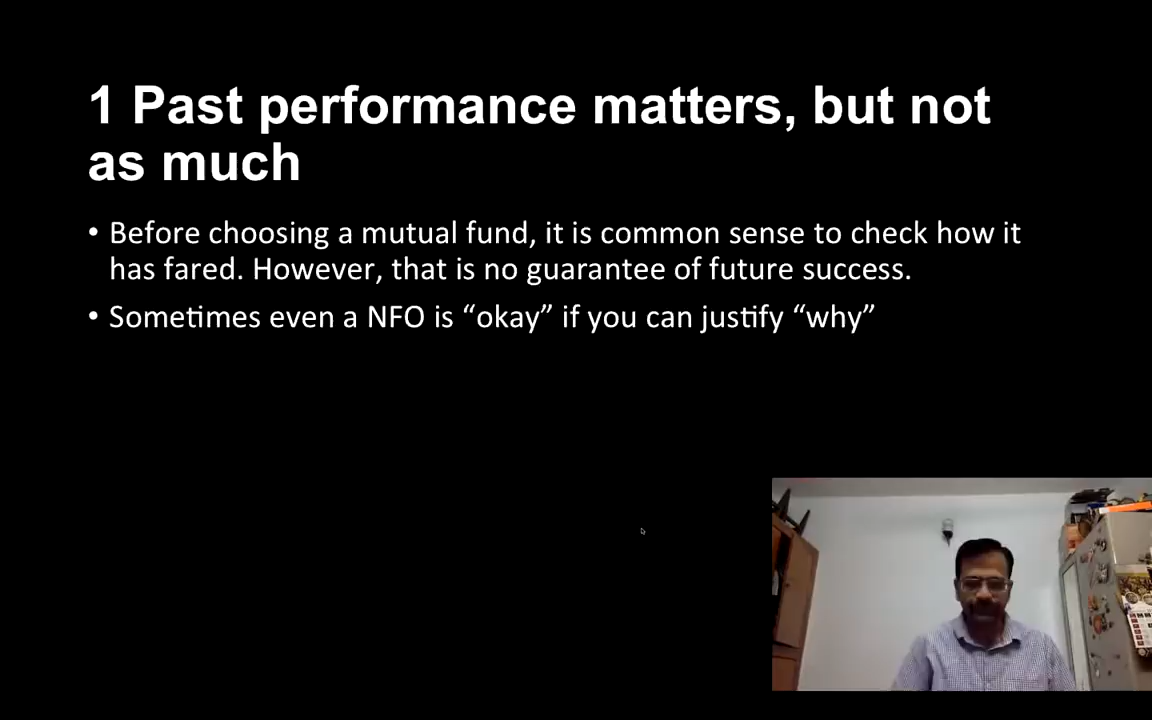 1 Past performance matters, but not
as much
• Before choosing a mutual fund, it is common sense to check how it
has fared. However, that is no guarantee of future success.
• Sometimes even a NFO is “okay” if you can justify “why”